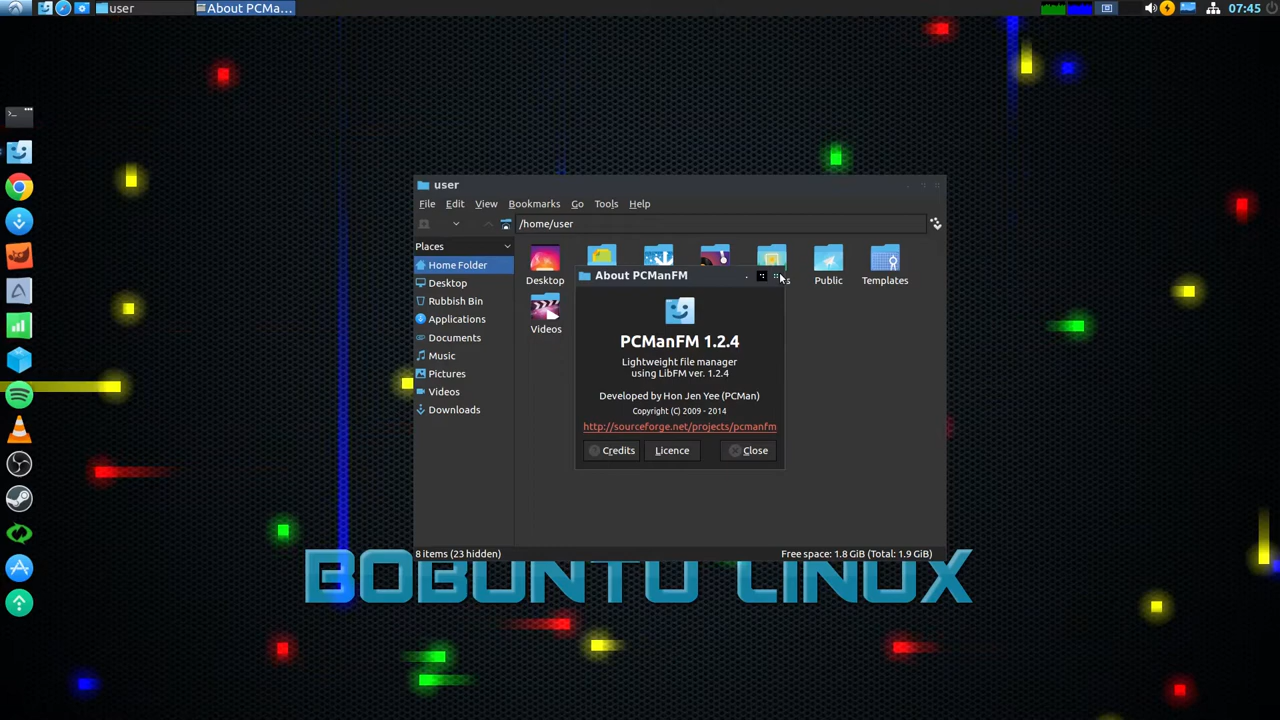 user
About PCMa...
07:45
user
File Edit View Bookmarks Go Tools Help
/home/user
Places
Home Folder
Desktop
Rubbish Bin
Applications
Documents
Music
Pictures
Videos
Downloads
Desktop
Public
Templates
Videos
About PCManFM
PCManFM 1.2.4
Lightweight file manager
using LibFM ver. 1.2.4
Developed by Hon Jen Yee (PCMan)
Copyright (C) 2009 - 2014
http://sourceforge.net/projects/pcmanfm
Credits Licence Close
8 items (23 hidden) Free space: 1.8 GiB (Total: 1.9 GiB)
BOBUNTU LINUX